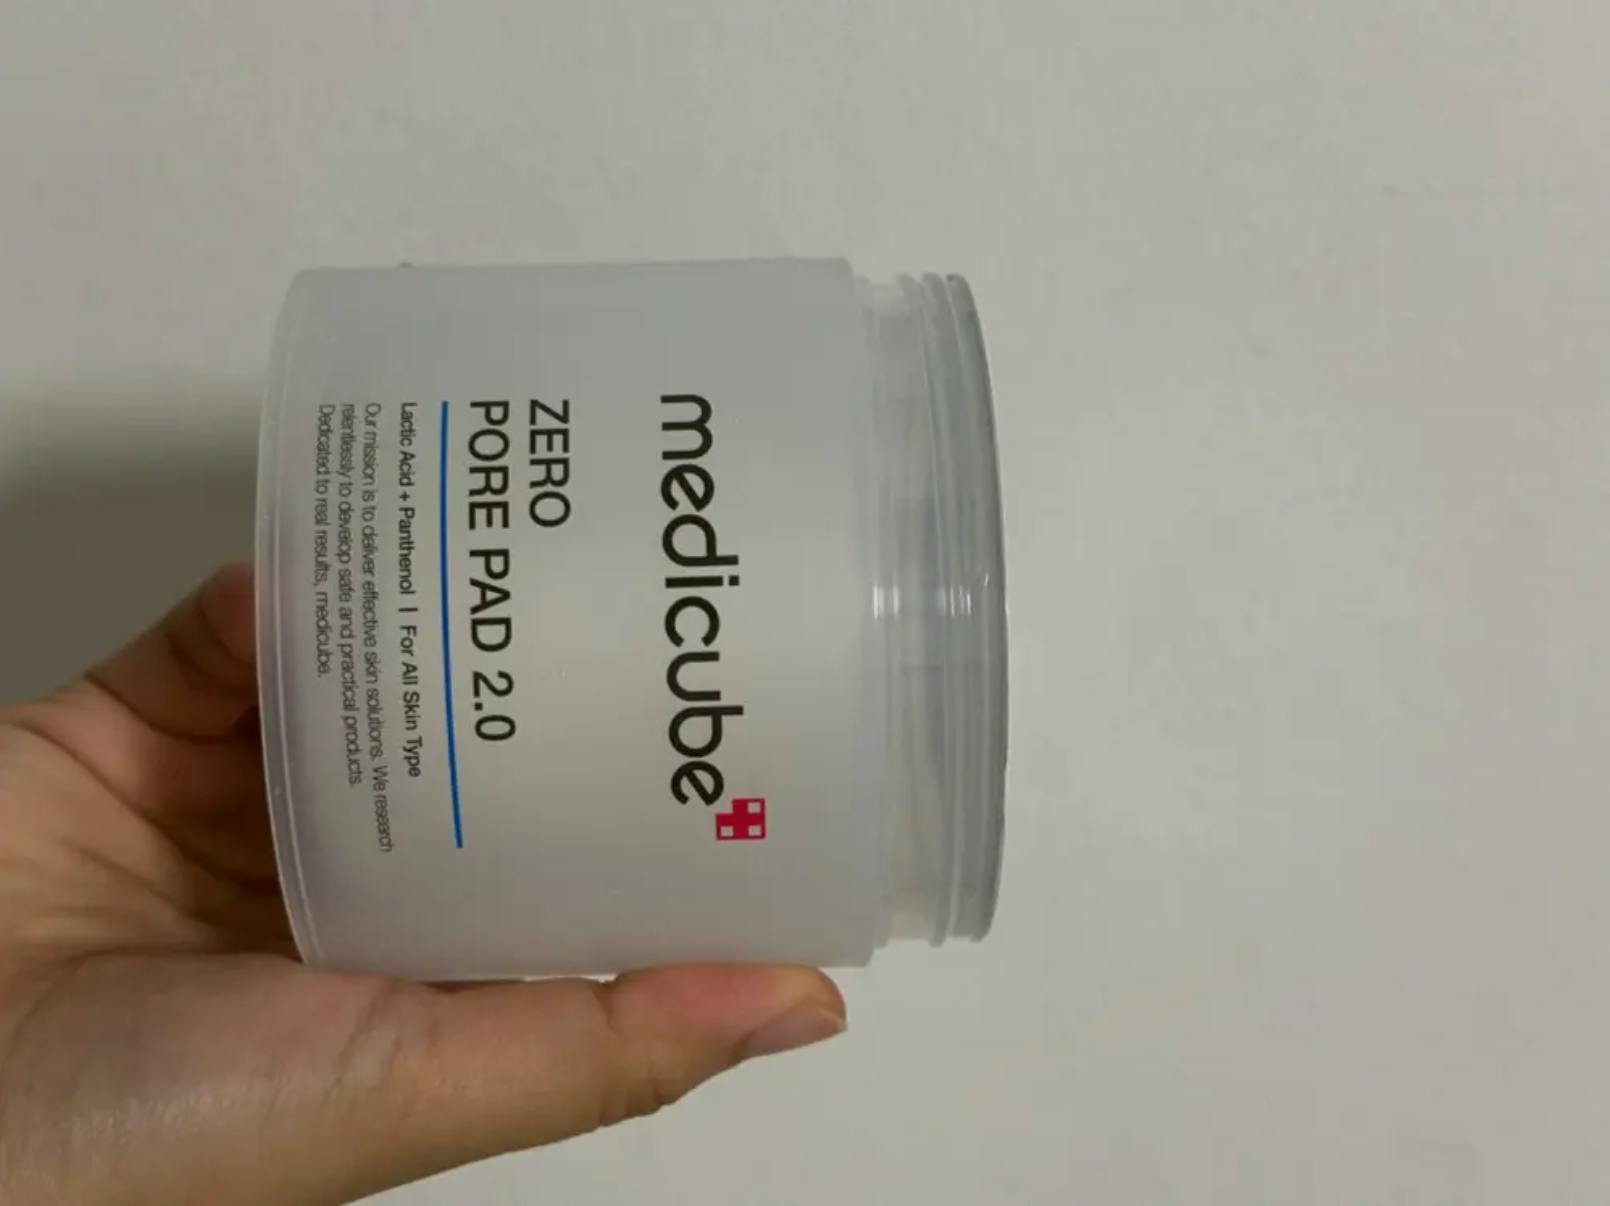 medicube
ZERO
PORE PAD 2.0
Lactic Acid + Panthenol | For All Skin Type
Our mission is to deliver effective skin solutions. We research
relentlessly to develop safe and practical products.
Dedicated to real results, medicube.